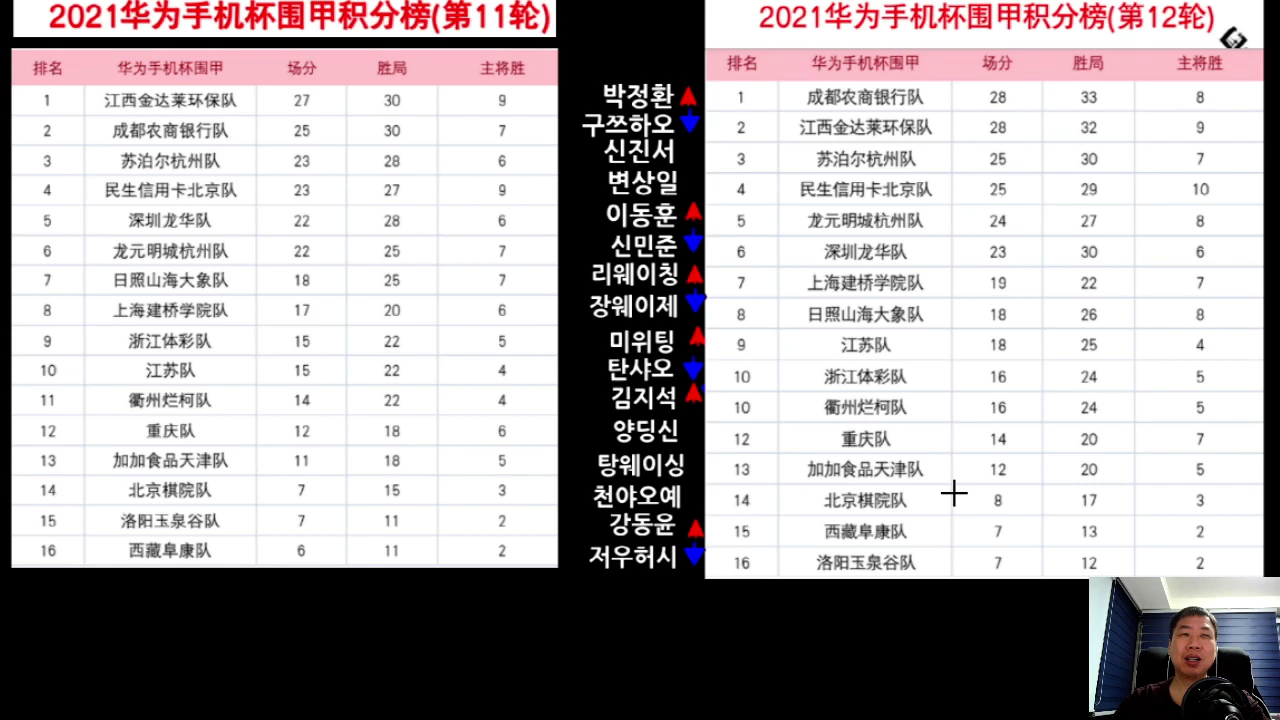 2021华为手机杯围甲积分榜(第11轮)
排名 华为手机杯围甲 场分 胜局 主将胜
1 江西金达莱环保队 27 30 9
2 成都农商银行队 25 30 7
3 苏泊尔杭州队 23 28 6
4 民生信用卡北京队 23 27 9
5 深圳龙华队 22 28 6
6 龙元明城杭州队 22 25 7
7 日照山海大象队 18 25 7
8 上海建桥学院队 17 20 6
9 浙江体彩队 15 22 5
10 江苏队 15 22 4
11 衢州烂柯队 14 22 4
12 重庆队 12 18 6
13 加加食品天津队 11 18 5
14 北京棋院队 7 15 3
15 洛阳玉泉谷队 7 11 2
16 西藏阜康队 6 11 2
박정환
구쯔하오
신진서
변상일
이동훈
신민준
리웨이칭
장웨이제
미위팅
탄샤오
김지석
양딩신
탕웨이싱
천야오예
강동윤
저우허시
2021华为手机杯围甲积分榜(第12轮)
排名 华为手机杯围甲 场分 胜局 主将胜
1 成都农商银行队 28 33 8
2 江西金达莱环保队 28 32 9
3 苏泊尔杭州队 25 30 7
4 民生信用卡北京队 25 29 10
5 龙元明城杭州队 24 27 8
6 深圳龙华队 23 30 6
7 上海建桥学院队 19 22 7
8 日照山海大象队 18 26 8
9 江苏队 18 25 4
10 浙江体彩队 16 24 5
10 衢州烂柯队 16 24 5
12 重庆队 14 20 7
13 加加食品天津队 12 20 5
14 北京棋院队 8 17 3
15 西藏阜康队 7 13 2
16 洛阳玉泉谷队 7 12 2